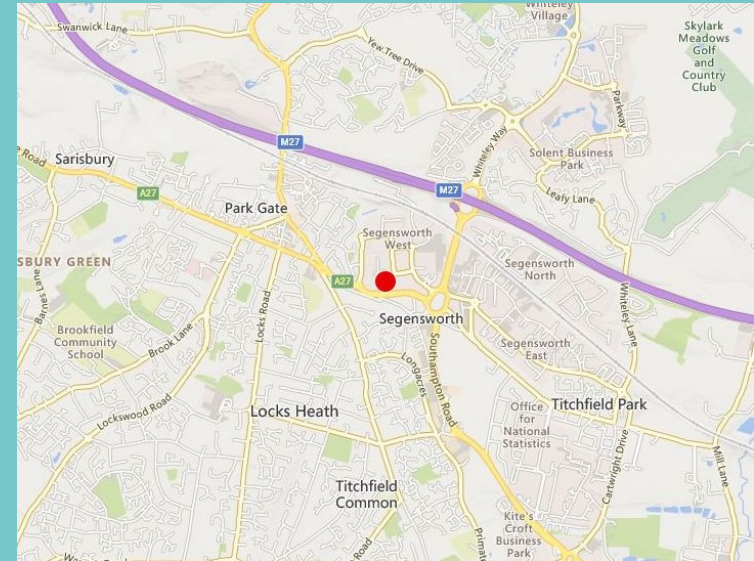 Whiteley
Village
Skylark
Meadows
Golf
and
Country
Club
Swanwick Lane
Yew Tree Drive
Parkway
M27
Whiteley Way
Solent Business
Park
Sarisbury
Road
A27
M27
Leafy Lane
Park Gate
Segensworth
West
SBURY GREEN
Segensworth
North
Barnes Lane
A27
Whiteley Lane
Locks Road
Segensworth
Brookfield
Community
School
Brook Lane
Segensworth
East
Longacres
Southampton Road
Lockswood Road
Locks Heath
Office
for
National
Statistics
Titchfield Park
Cartwright Drive
Mill Lane
Titchfield
Common
Kite's
Croft
Business
Park
Road